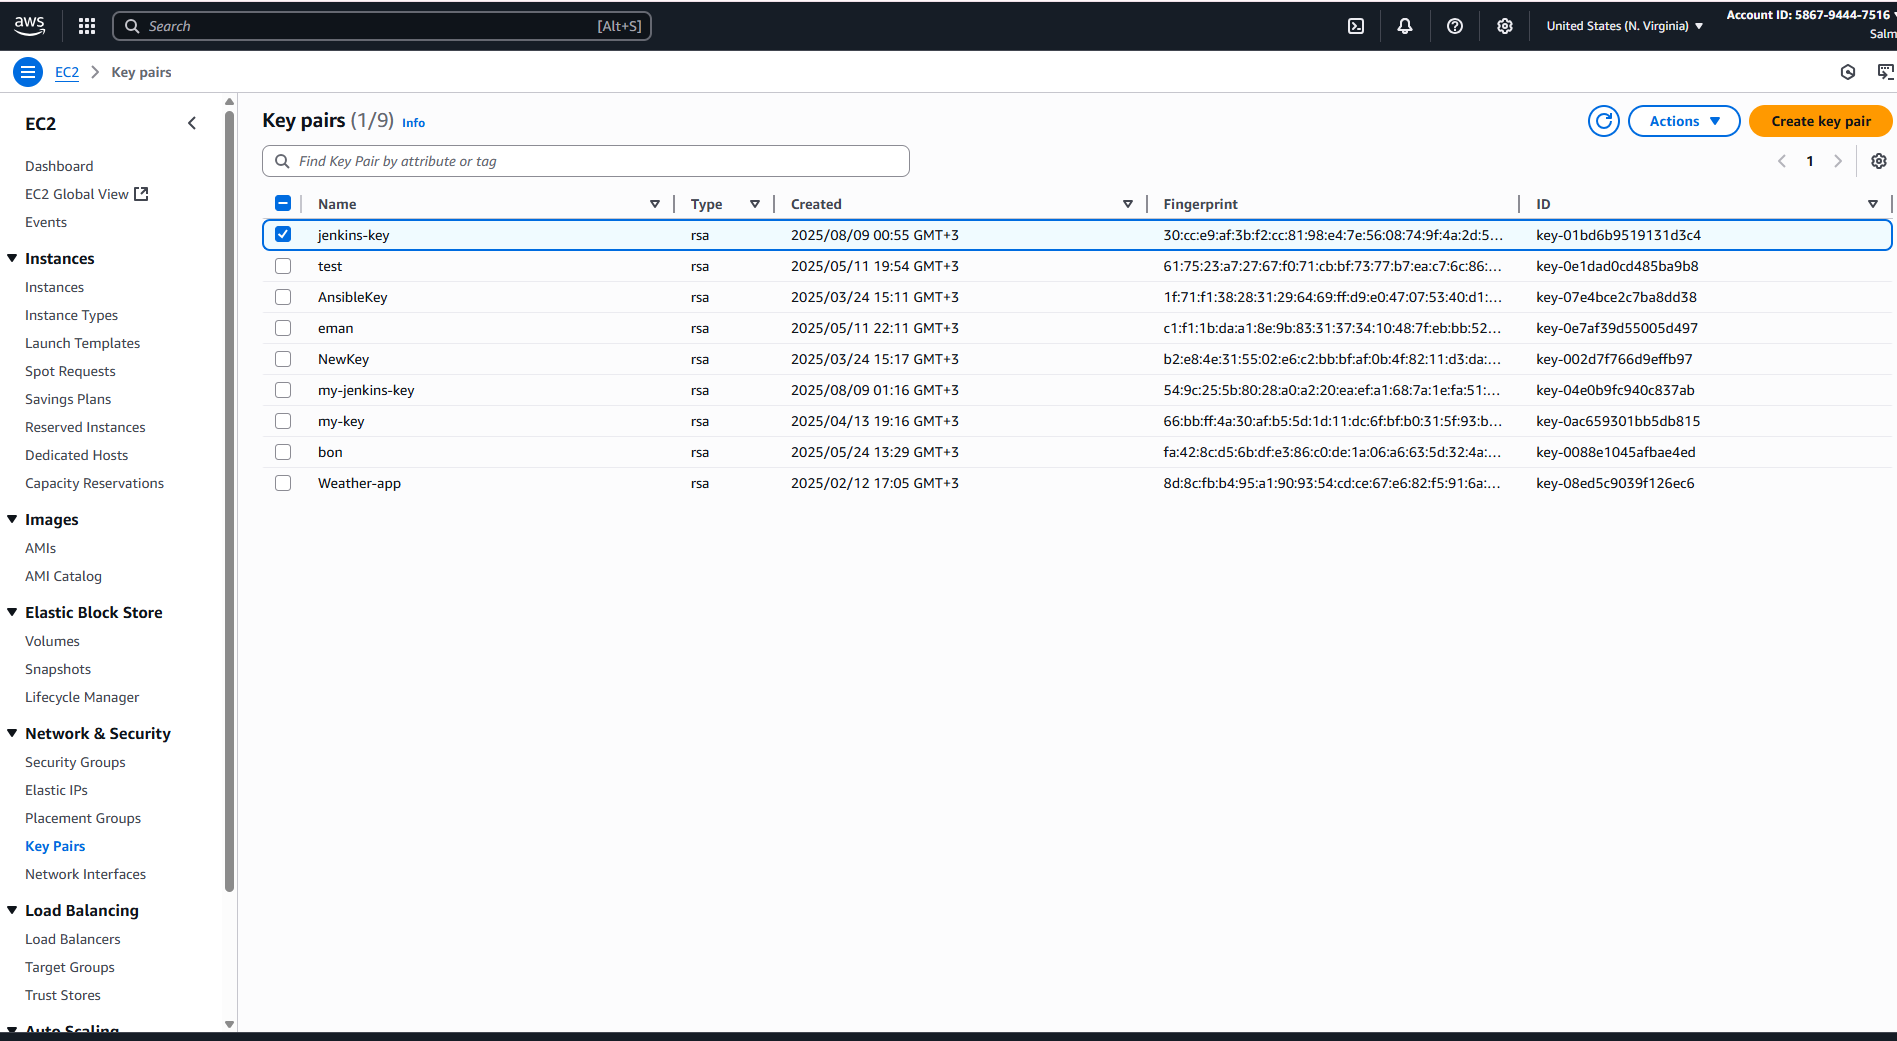 aws
Search
[Alt+S]
United States (N. Virginia)
Account ID: 5867-9444-7516
Salm
EC2
Key pairs
EC2
Dashboard
EC2 Global View
Events
Instances
Instances
Instance Types
Launch Templates
Spot Requests
Savings Plans
Reserved Instances
Dedicated Hosts
Capacity Reservations
Images
AMIs
AMI Catalog
Elastic Block Store
Volumes
Snapshots
Lifecycle Manager
Network & Security
Security Groups
Elastic IPs
Placement Groups
Key Pairs
Network Interfaces
Load Balancing
Load Balancers
Target Groups
Trust Stores
Auto Scaling
Key pairs (1/9) Info
Actions
Create key pair
Find Key Pair by attribute or tag
1
Name Type Created Fingerprint ID
jenkins-key rsa 2025/08/09 00:55 GMT+3 30:cc:e9:af:3b:f2:cc:81:98:e4:7e:56:08:74:9f:4a:2d:5... key-01bd6b9519131d3c4
test rsa 2025/05/11 19:54 GMT+3 61:75:23:a7:27:67:f0:71:cb:bf:73:77:b7:ea:c7:6c:86:... key-0e1dad0cd485ba9b8
AnsibleKey rsa 2025/03/24 15:11 GMT+3 1f:71:f1:38:28:31:29:64:69:ff:d9:e0:47:07:53:40:d1:... key-07e4bce2c7ba8dd38
eman rsa 2025/05/11 22:11 GMT+3 c1:f1:1b:da:a1:8e:9b:83:31:37:34:10:48:7f:eb:bb:52... key-0e7af39d55005d497
NewKey rsa 2025/03/24 15:17 GMT+3 b2:e8:4e:31:55:02:e6:c2:bb:bf:af:0b:4f:82:11:d3:da:... key-002d7f766d9effb97
my-jenkins-key rsa 2025/08/09 01:16 GMT+3 54:9c:25:5b:80:28:a0:a2:20:ea:ef:a1:68:7a:1e:fa:51:... key-04e0b9fc940c837ab
my-key rsa 2025/04/13 19:16 GMT+3 66:bb:ff:4a:30:af:b5:5d:1d:11:dc:6f:bf:b0:31:5f:93:b... key-0ac659301bb5db815
bon rsa 2025/05/24 13:29 GMT+3 fa:42:8c:d5:6b:df:e3:86:c0:de:1a:06:a6:63:5d:32:4a:... key-0088e1045afbae4ed
Weather-app rsa 2025/02/12 17:05 GMT+3 8d:8c:fb:b4:95:a1:90:93:54:cd:ce:67:e6:82:f5:91:6a:... key-08ed5c9039f126ec6